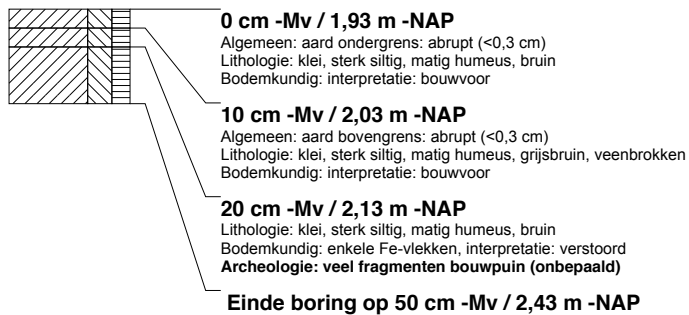 0 cm -Mv / 1,93 m -NAP
Algemeen: aard ondergrens: abrupt (<0,3 cm)
Lithologie: klei, sterk siltig, matig humeus, bruin
Bodemkundig: interpretatie: bouwvoor
10 cm -Mv / 2,03 m -NAP
Algemeen: aard bovengrens: abrupt (<0,3 cm)
Lithologie: klei, sterk siltig, matig humeus, grijsbruin, veenbrokken
Bodemkundig: interpretatie: bouwvoor
20 cm -Mv / 2,13 m -NAP
Lithologie: klei, sterk siltig, matig humeus, bruin
Bodemkundig: enkele Fe-vlekken, interpretatie: verstoord
Archeologie: veel fragmenten bouwpuin (onbepaald)
Einde boring op 50 cm -Mv / 2,43 m -NAP